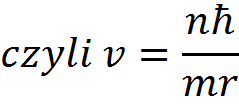 czyli v = nħ/mr